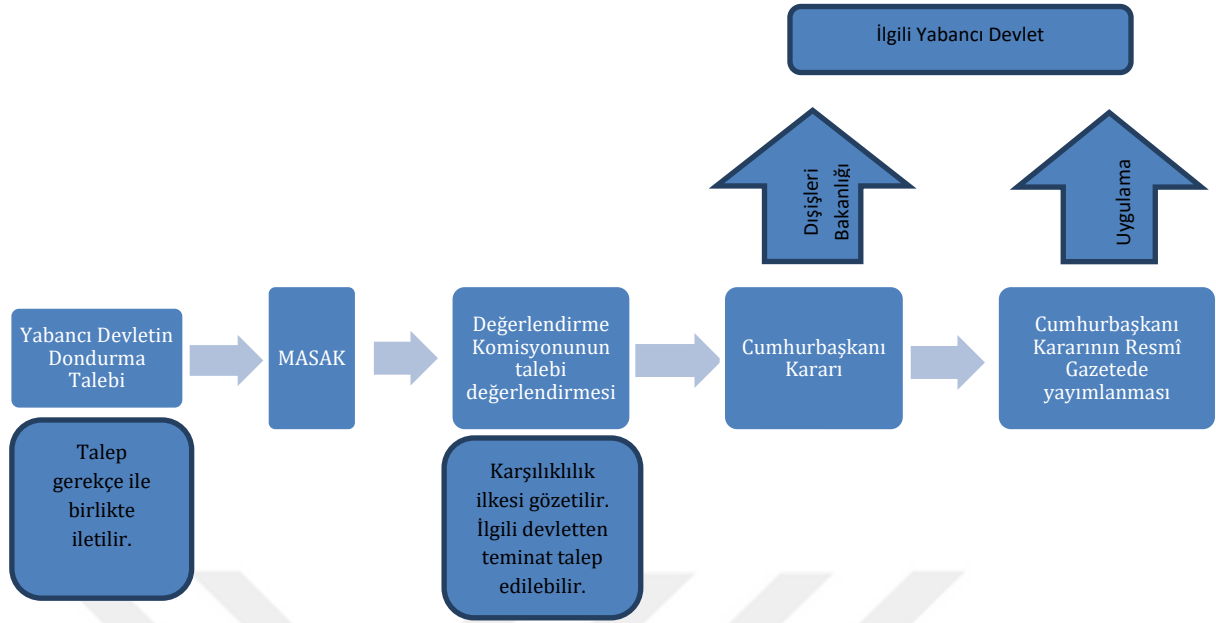 İlgili Yabancı Devlet
Dışişleri
Bakanlığı
Uygulama
Yabancı Devletin
Dondurma
Talebi
MASAK
Değerlendirme
Komisyonunun
talebi
değerlendirmesi
Cumhurbaşkanı
Kararı
Cumhurbaşkanı
Kararının Resmî
Gazetede
yayımlanması
Talep
gerekçe ile
birlikte
iletilir.
Karşılıklılık
ilkesi gözetilir.
İlgili devletten
teminat talep
edilebilir.